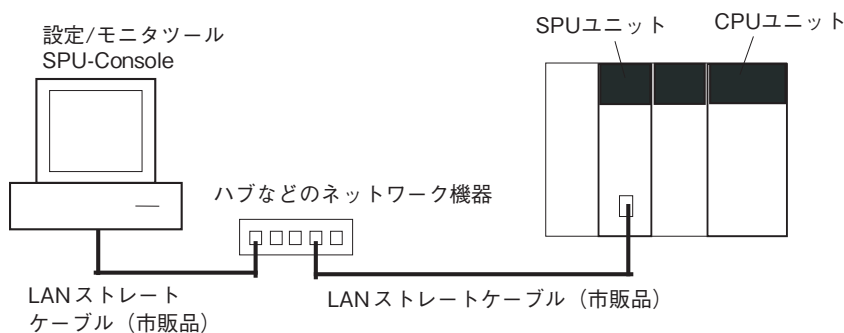 設定/モニタツール
SPU-Console
SPUユニット
CPUユニット
ハブなどのネットワーク機器
LANストレート
ケーブル（市販品）
LANストレートケーブル（市販品）